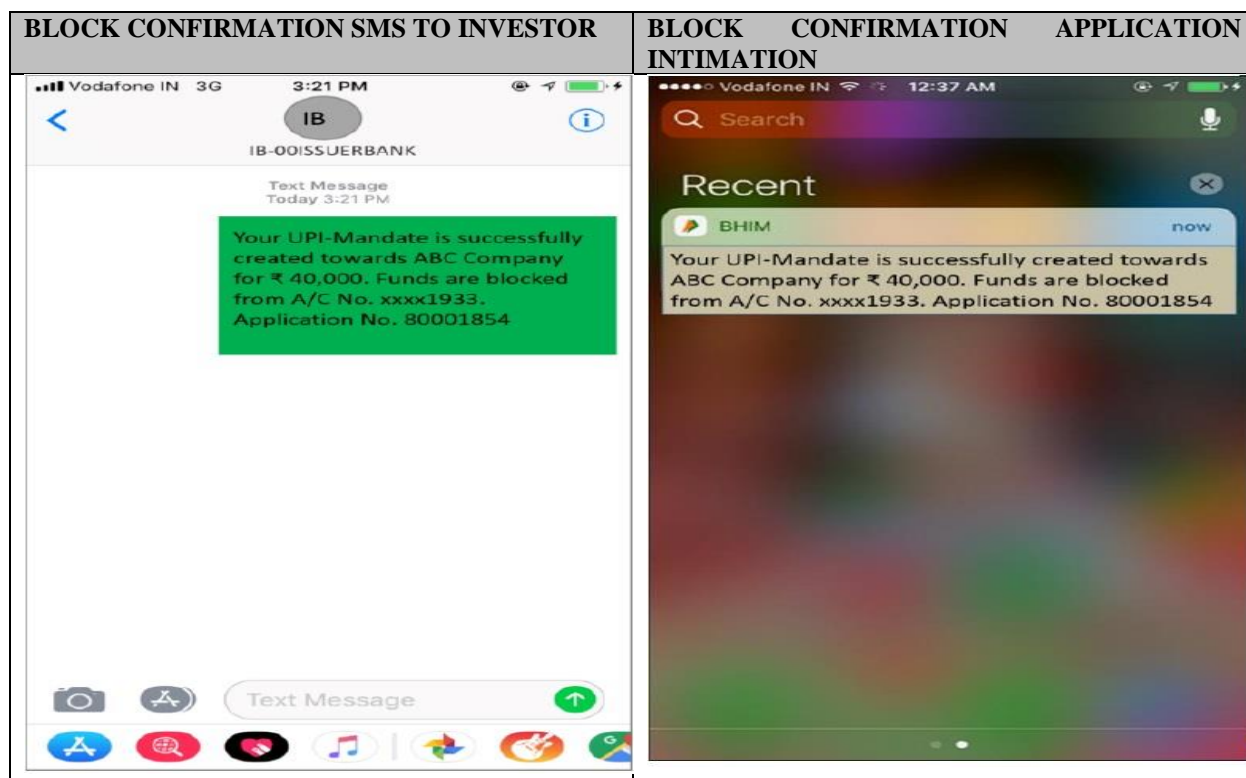 BLOCK CONFIRMATION SMS TO INVESTOR
Vodafone IN 3G 3:21 PM
IB
IB-00ISSUERBANK
Text Message
Today 3:21 PM
Your UPI-Mandate is successfully
created towards ABC Company
for ₹ 40,000. Funds are blocked
from A/C No. xxxx1933.
Application No. 80001854
Text Message
BLOCK CONFIRMATION APPLICATION
INTIMATION
Vodafone IN 12:37 AM
Search
Recent
BHIM now
Your UPI-Mandate is successfully created towards
ABC Company for ₹ 40,000. Funds are blocked
from A/C No. xxxx1933. Application No. 80001854